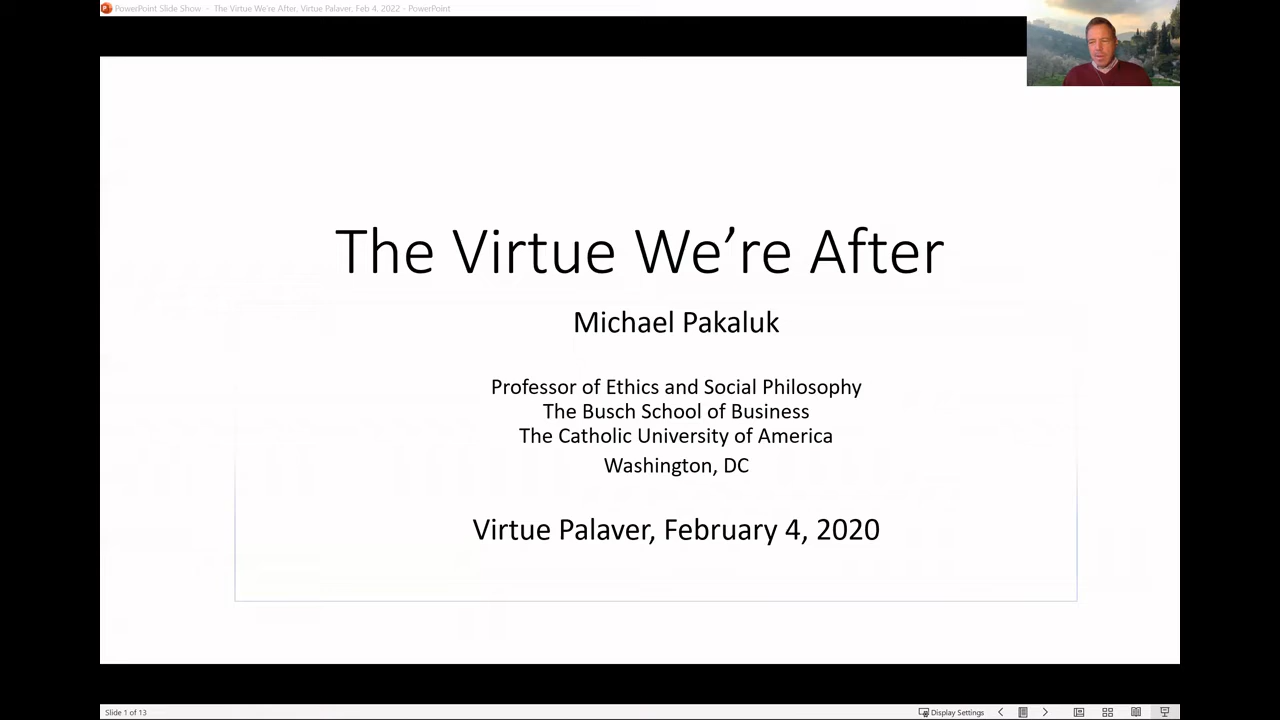 PowerPoint Slide Show - The Virtue We're After, Virtue Palaver, Feb 4. 2022 - PowerPoint
The Virtue We’re After
Michael Pakaluk
Professor of Ethics and Social Philosophy
The Busch School of Business
The Catholic University of America
Washington, DC
Virtue Palaver, February 4, 2020
Slide 1 of 13
Display Settings